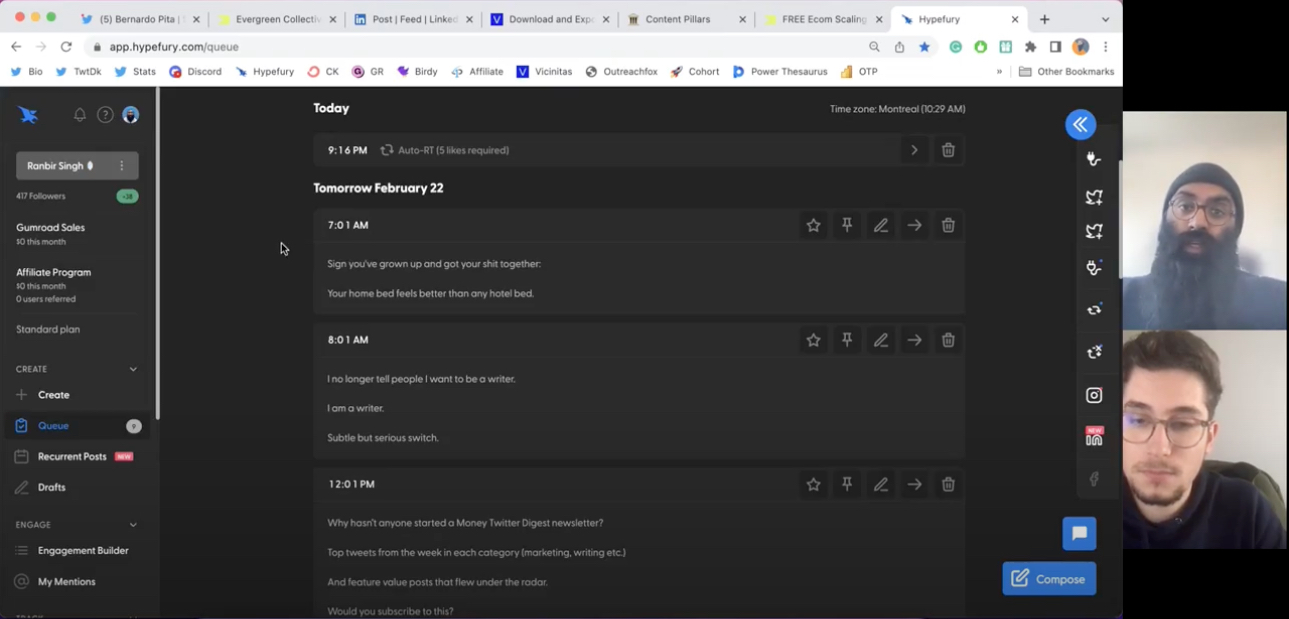 (5) Bernardo Pita |
Evergreen Collectiv
Post | Feed | Linked
Download and Expo
Content Pillars
FREE Ecom Scaling
Hypefury
app.hypefury.com/queue
Bio
TwtDk
Stats
Discord
Hypefury
CK
GR
Birdy
Affiliate
Vicinitas
Outreachfox
Cohort
Power Thesaurus
OTP
Other Bookmarks
Today
Time zone: Montreal (10:29 AM)
9:16 PM Auto-RT (5 likes required)
Ranbir Singh
417 Followers
Tomorrow February 22
7:01 AM
Gumroad Sales
$0 this month
Sign you've grown up and got your shit together:
Affiliate Program
$0 this month
0 users referred
Your home bed feels better than any hotel bed.
Standard plan
8:01 AM
CREATE
Create
I no longer tell people I want to be a writer.
I am a writer.
Queue 9
Subtle but serious switch.
Recurrent Posts NEW
NEW
Drafts
12:01 PM
ENGAGE
Why hasn't anyone started a Money Twitter Digest newsletter?
Engagement Builder
Top tweets from the week in each category (marketing, writing etc.)
My Mentions
And feature value posts that flew under the radar.
Compose
Would you subscribe to this?